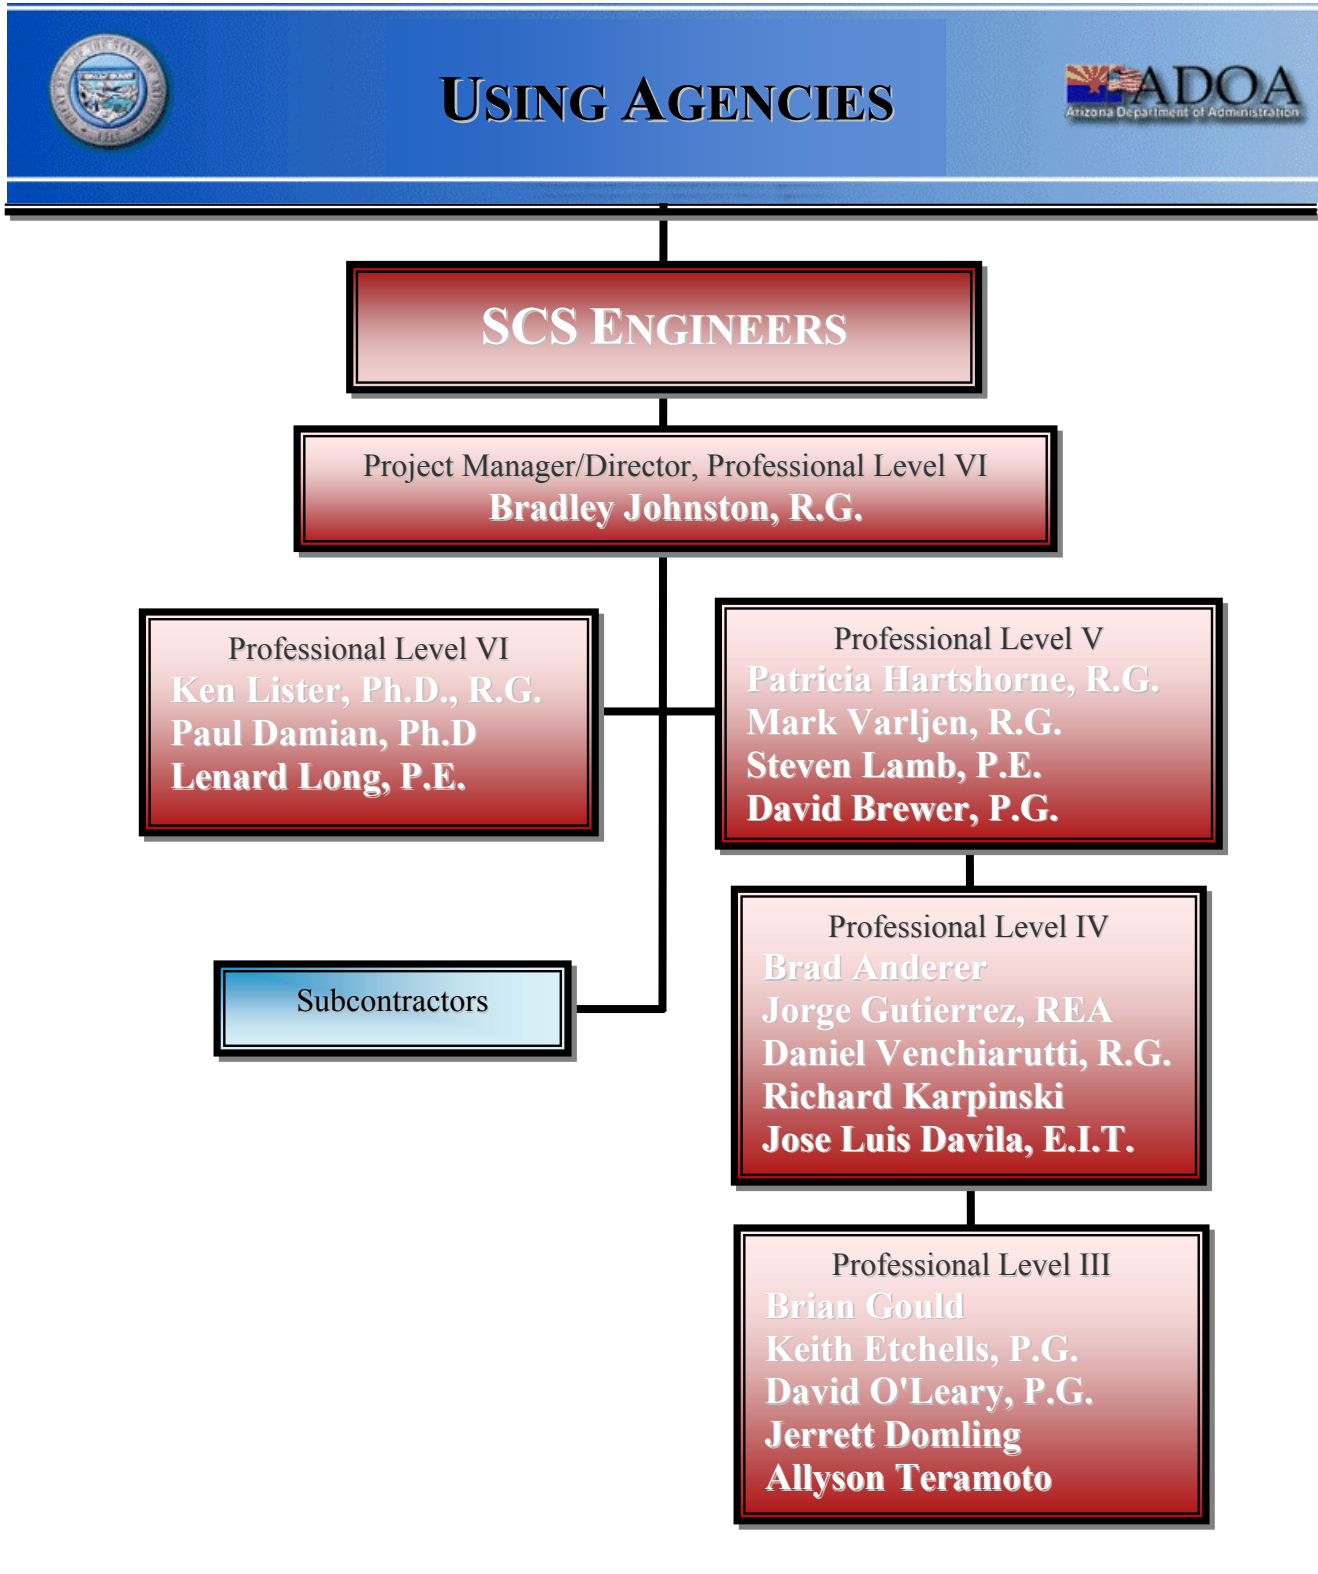 USING AGENCIES
ADOA
Arizona Department of Administration
SCS ENGINEERS
Project Manager/Director, Professional Level VI
Bradley Johnston, R.G.
Professional Level VI
Ken Lister, Ph.D., R.G.
Paul Damian, Ph.D
Lenard Long, P.E.
Professional Level V
Patricia Hartshorne, R.G.
Mark Varljen, R.G.
Steven Lamb, P.E.
David Brewer, P.G.
Subcontractors
Professional Level IV
Brad Anderer
Jorge Gutierrez, REA
Daniel Venchiarutti, R.G.
Richard Karpinski
Jose Luis Davila, E.I.T.
Professional Level III
Brian Gould
Keith Etchells, P.G.
David O'Leary, P.G.
Jerrett Domling
Allyson Teramoto